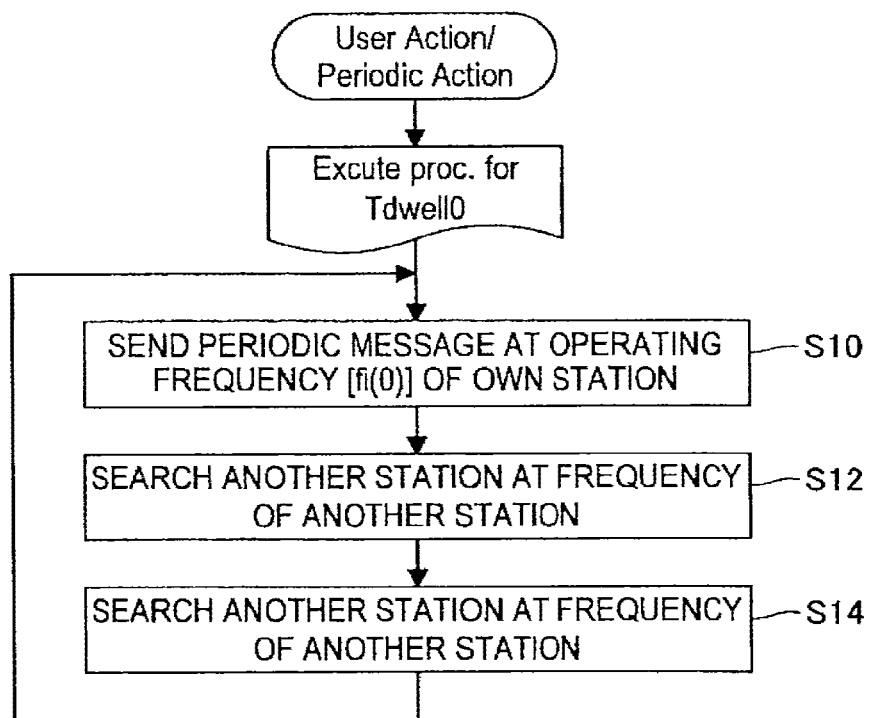 User Action/
Periodic Action
Excute proc. for
Tdwell0
SEND PERIODIC MESSAGE AT OPERATING
FREQUENCY [fi(0)] OF OWN STATION
S10
SEARCH ANOTHER STATION AT FREQUENCY
OF ANOTHER STATION
S12
SEARCH ANOTHER STATION AT FREQUENCY
OF ANOTHER STATION
S14